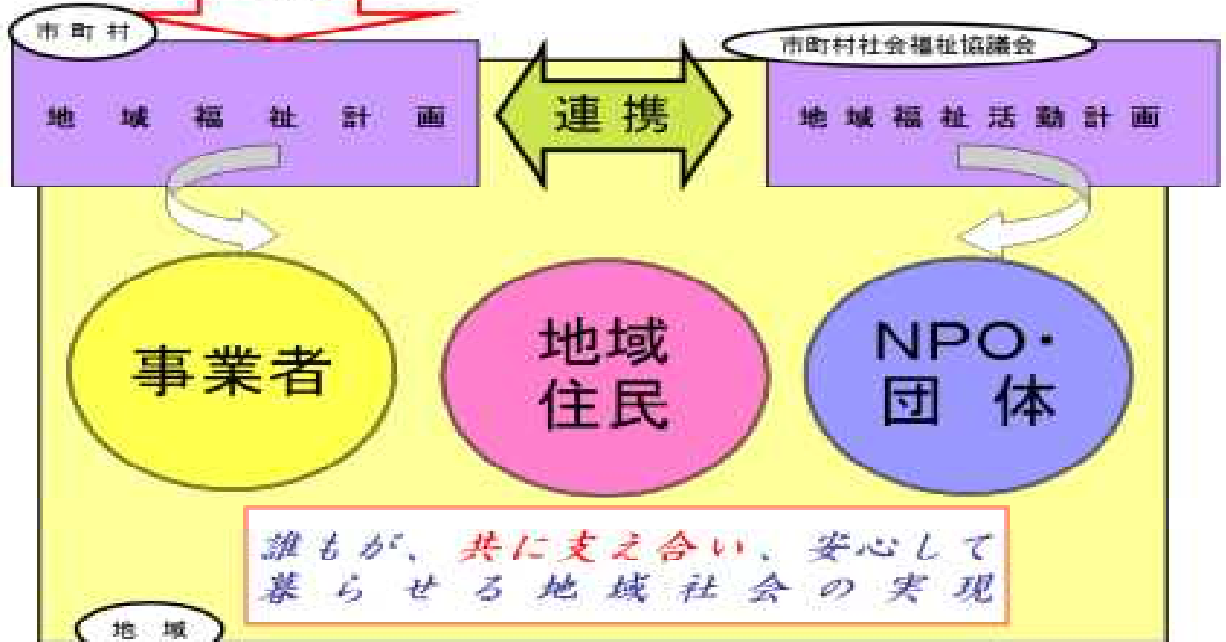 市町村
市町村社会福祉協議会
地域福祉計画
連携
地域福祉活動計画
事業者
地域
住民
NPO・
団体
誰もが、共に支え合い、安心して
暮らせる地域社会の実現
地域